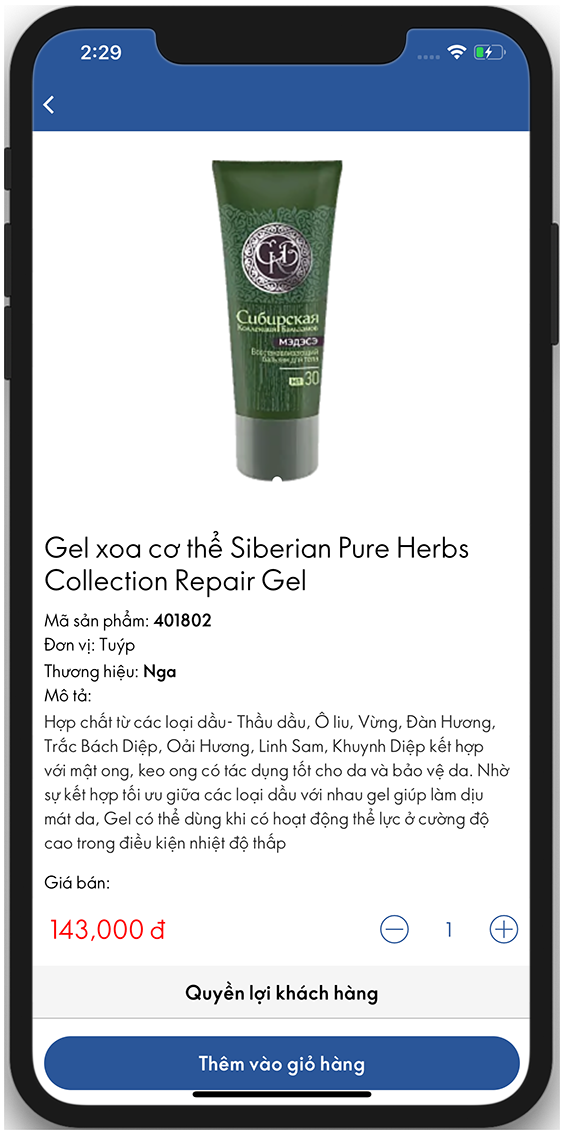 2:29
СКБ
Сибирская
Коллекция Бальзамов
МЭДЭСЭ
Восстанавливающий
бальзам для тела
МЛ 30
Gel xoa cơ thể Siberian Pure Herbs
Collection Repair Gel
Mã sản phẩm: 401802
Đơn vị: Tuýp
Thương hiệu: Nga
Mô tả:
Hợp chất từ các loại dầu- Thầu dầu, Ô liu, Vừng, Đàn Hương,
Trắc Bách Diệp, Oải Hương, Linh Sam, Khuynh Diệp kết hợp
với mật ong, keo ong có tác dụng tốt cho da và bảo vệ da. Nhờ
sự kết hợp tối ưu giữa các loại dầu với nhau gel giúp làm dịu
mát da, Gel có thể dùng khi có hoạt động thể lực ở cường độ
cao trong điều kiện nhiệt độ thấp
Giá bán:
143,000 đ
1
Quyền lợi khách hàng
Thêm vào giỏ hàng